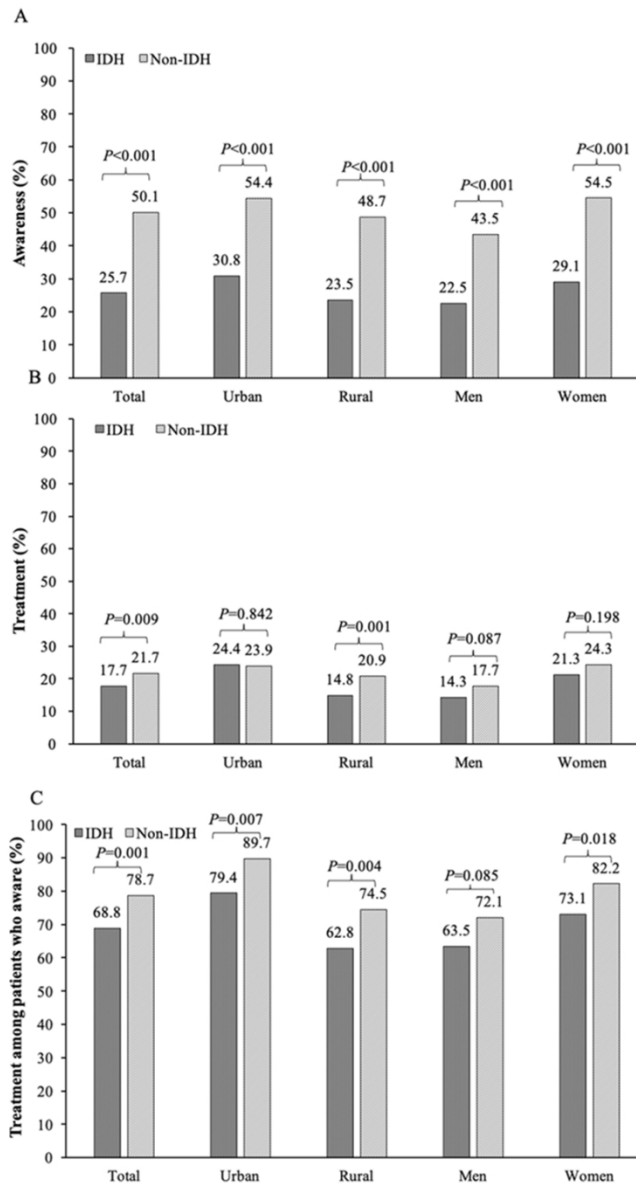 A
100
90
80
70
60
50
40
30
20
10
0
Awareness (%)
IDH Non-IDH
P<0.001 P<0.001 P<0.001 P<0.001 P<0.001
25.7 50.1 30.8 54.4 23.5 48.7 22.5 43.5 29.1 54.5
Total Urban Rural Men Women
B
100
90
80
70
60
50
40
30
20
10
0
Treatment (%)
IDH Non-IDH
P=0.009 P=0.842 P=0.001 P=0.087 P=0.198
17.7 21.7 24.4 23.9 14.8 20.9 14.3 17.7 21.3 24.3
Total Urban Rural Men Women
C
100
90
80
70
60
50
40
30
20
10
0
Treatment among patients who aware (%)
IDH Non-IDH
P=0.001 P=0.007 P=0.004 P=0.085 P=0.018
68.8 78.7 79.4 89.7 62.8 74.5 63.5 72.1 73.1 82.2
Total Urban Rural Men Women